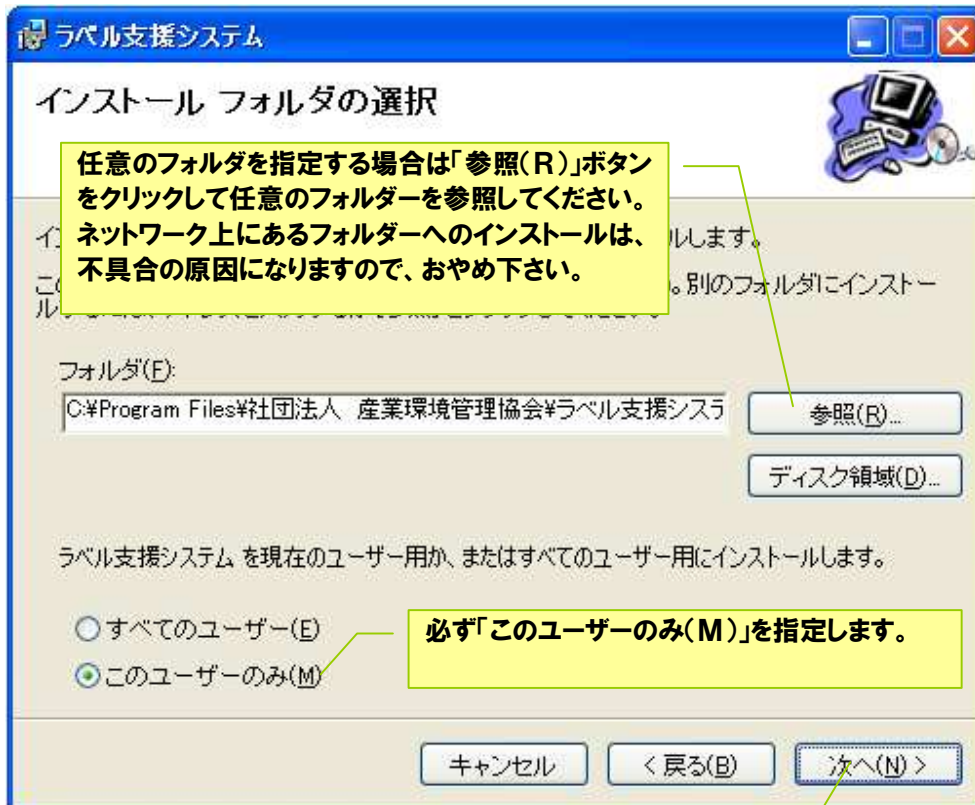 ラベル支援システム
インストール フォルダの選択
任意のフォルダを指定する場合は「参照(R)」ボタン
をクリックして任意のフォルダーを参照してください。
ネットワーク上にあるフォルダーへのインストールは、
不具合の原因になりますので、おやめ下さい。
ルします。
。別のフォルダにインストー
フォルダ(F):
C:¥Program Files¥社団法人 産業環境管理協会¥ラベル支援システ
参照(R)...
ディスク領域(D)...
ラベル支援システム を現在のユーザー用か、またはすべてのユーザー用にインストールします。
すべてのユーザー(E)
必ず「このユーザーのみ(M)」を指定します。
このユーザーのみ(M)
キャンセル
< 戻る(B)
次へ(N) >